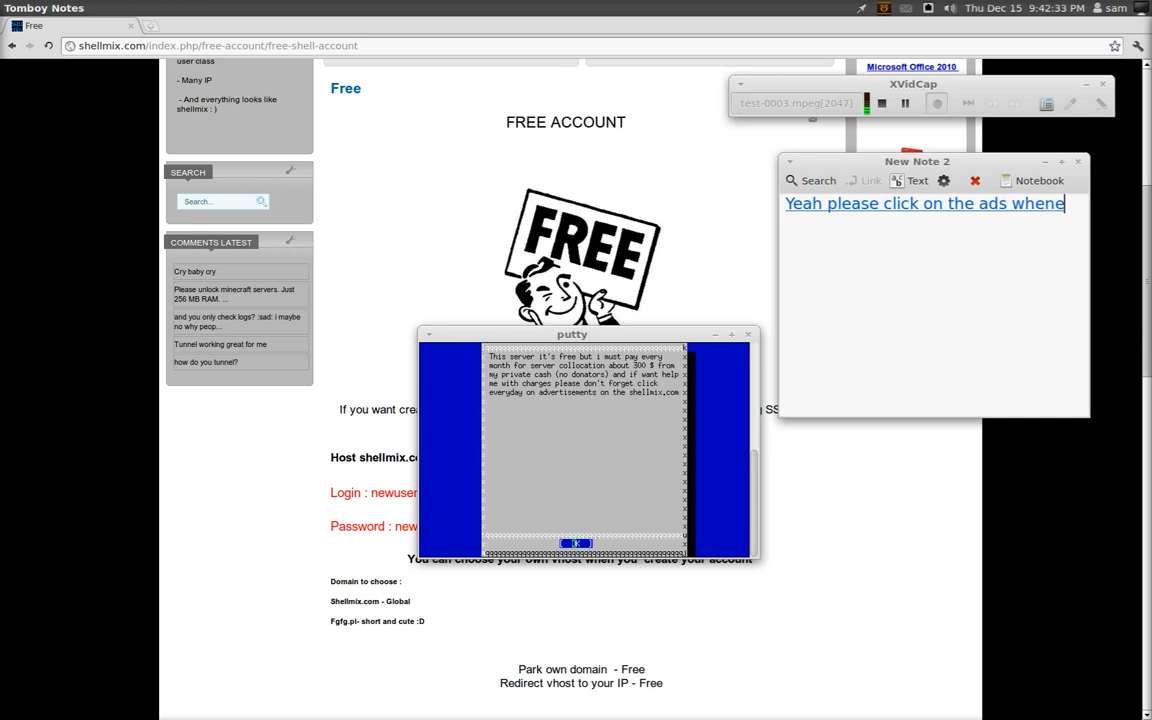 Tomboy Notes
Thu Dec 15
9:42:33 PM
sam
Free
shellmix.com/index.php/free-account/free-shell-account
user class
- Many IP
- And everything looks like
shellmix : )
SEARCH
Search...
COMMENTS LATEST
Cry baby cry
Please unlock minecraft servers. Just
256 MB RAM. ...
and you only check logs? :sad: i maybe
no why peop...
Tunnel working great for me
how do you tunnel?
Free
FREE ACCOUNT
FREE
Microsoft Office 2010
XVidCap
test-0003.mpeg[2047]
New Note 2
Search
Link
Text
Notebook
Yeah please click on the ads whene
putty
This server it's free but i must pay every
month for server collocation about 300 $ from
my private cash (no donators) and if want help
me with charges please don't forget click
everyday on advertisements on the shellmix.com
If you want crea
Host shellmix.co
Login : newuser
Password : new
You can choose your own vhost when you create your account
Domain to choose :
Shellmix.com - Global
Fgfg.pl- short and cute :D
Park own domain - Free
Redirect vhost to your IP - Free